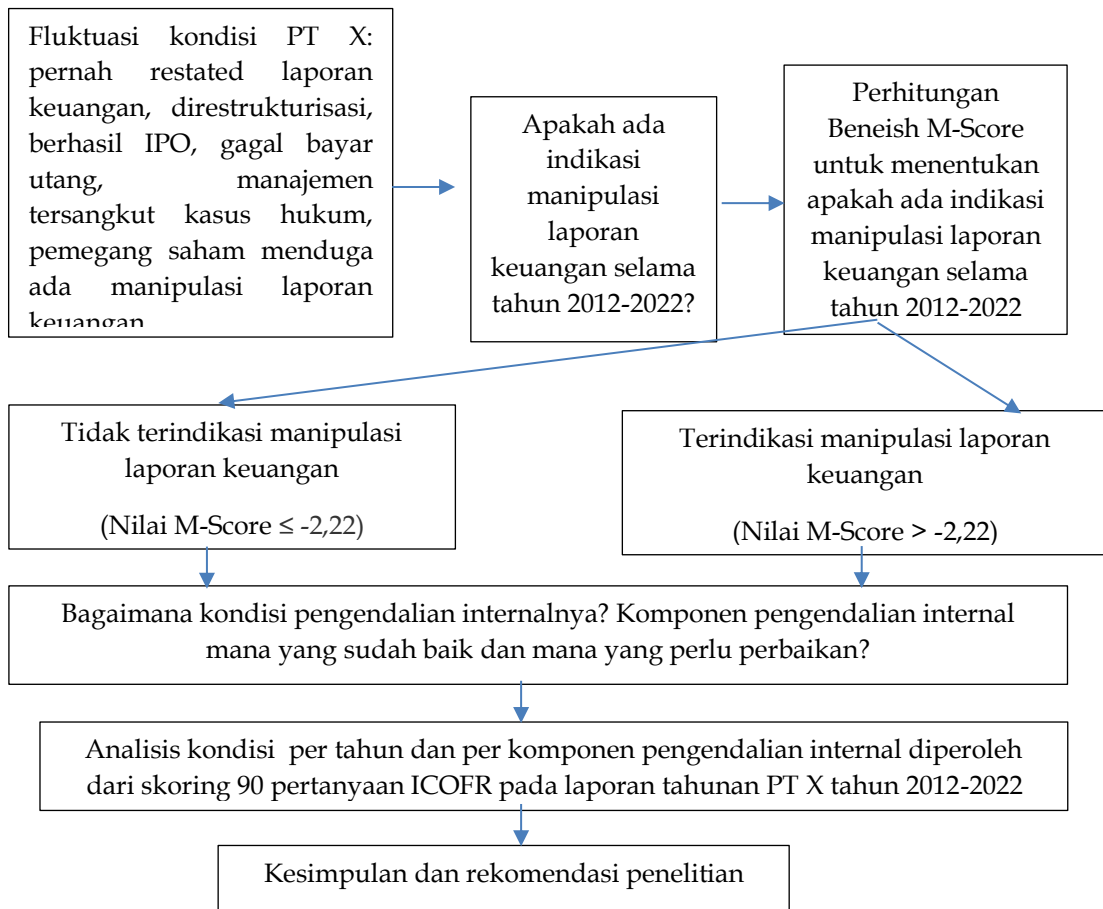 Fluktuasi kondisi PT X:
pernah restated laporan
keuangan, direstrukturisasi,
berhasil IPO, gagal bayar
utang, manajemen
tersangkut kasus hukum,
pemegang saham menduga
ada manipulasi laporan
keuangan
Apakah ada
indikasi
manipulasi
laporan
keuangan selama
tahun 2012-2022?
Perhitungan
Beneish M-Score
untuk menentukan
apakah ada indikasi
manipulasi laporan
keuangan selama
tahun 2012-2022
Tidak terindikasi manipulasi
laporan keuangan
(Nilai M-Score ≤ -2,22)
Terindikasi manipulasi laporan
keuangan
(Nilai M-Score > -2,22)
Bagaimana kondisi pengendalian internalnya? Komponen pengendalian internal
mana yang sudah baik dan mana yang perlu perbaikan?
Analisis kondisi  per tahun dan per komponen pengendalian internal diperoleh
dari skoring 90 pertanyaan ICOFR pada laporan tahunan PT X tahun 2012-2022
Kesimpulan dan rekomendasi penelitian